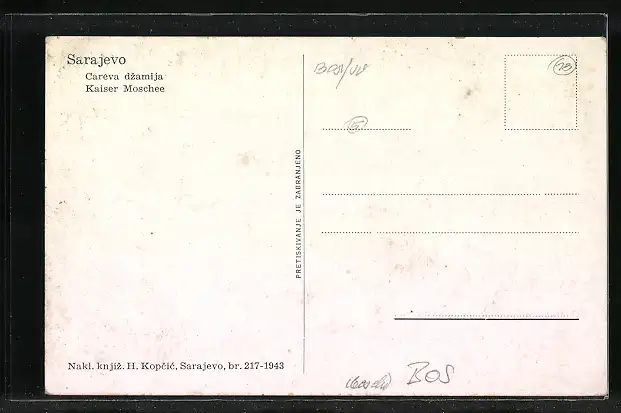 Sarajevo
Careva džamija
Kaiser Moschee
PRETISKIVANJE JE ZABRANJENO
Nakl. knjiž. H. Kopčić, Sarajevo, br. 217-1943
BOS